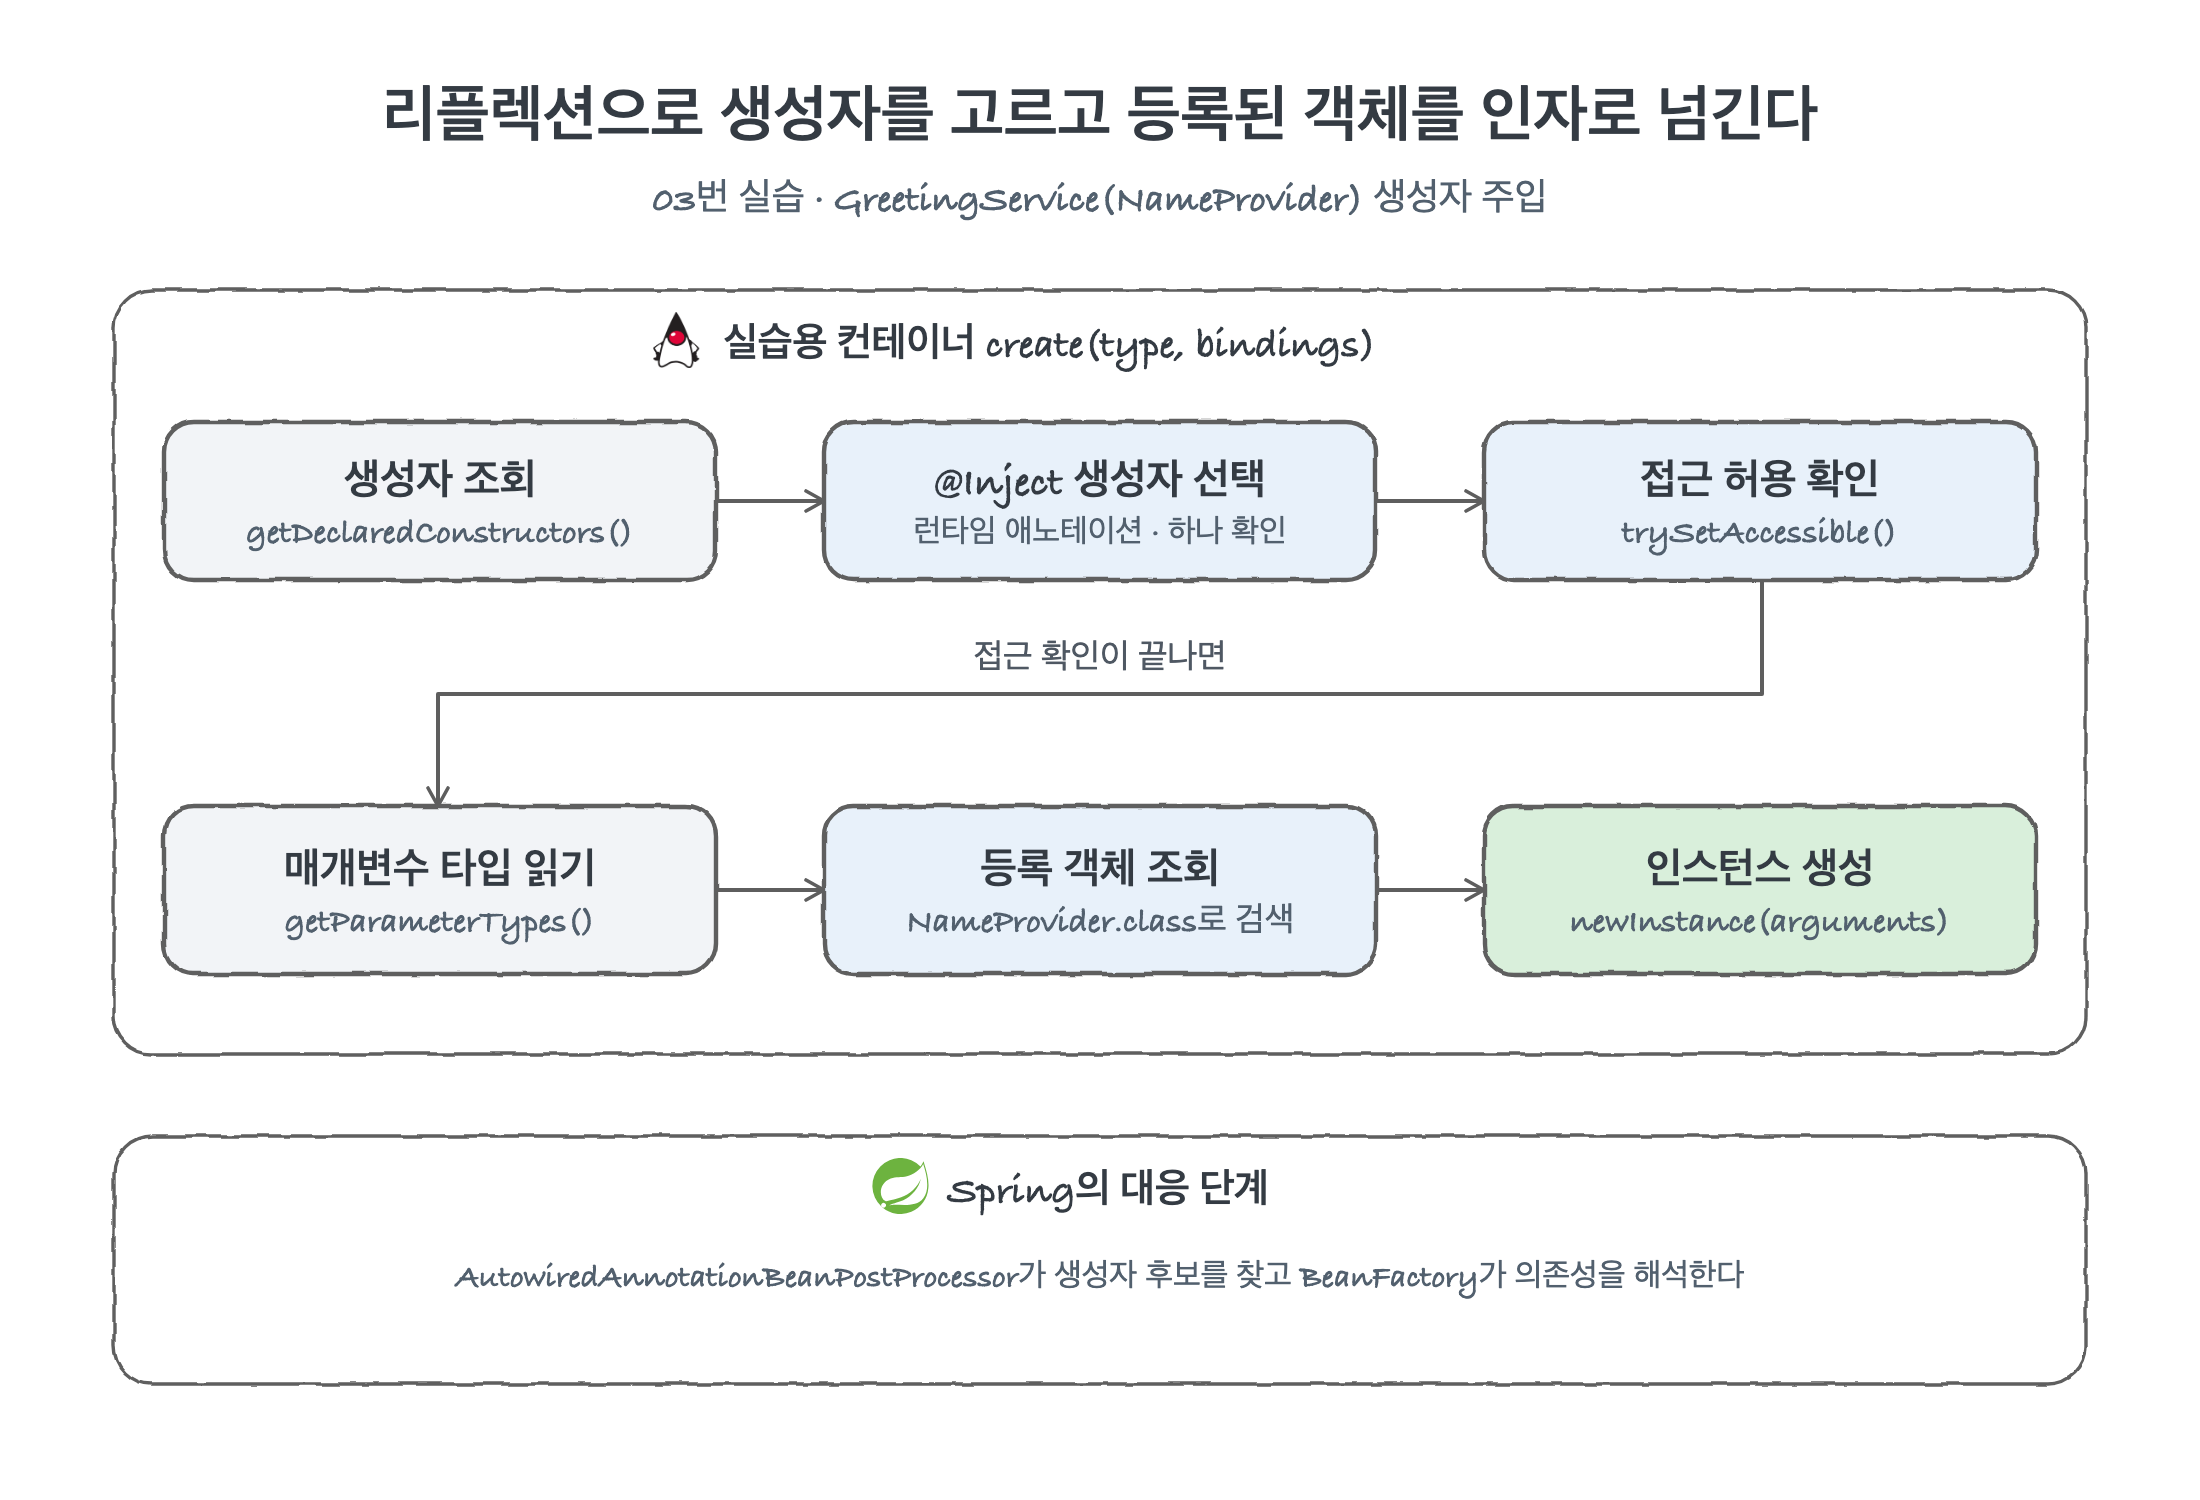 리플렉션으로 생성자를 고르고 등록된 객체를 인자로 넘긴다
03번 실습 · GreetingService(NameProvider) 생성자 주입
실습용 컨테이너 create(type, bindings)
생성자 조회
getDeclaredConstructors()
@Inject 생성자 선택
런타임 애노테이션 · 하나 확인
접근 허용 확인
trySetAccessible()
접근 확인이 끝나면
매개변수 타입 읽기
getParameterTypes()
등록 객체 조회
NameProvider.class로 검색
인스턴스 생성
newInstance(arguments)
Spring의 대응 단계
AutowiredAnnotationBeanPostProcessor가 생성자 후보를 찾고 BeanFactory가 의존성을 해석한다